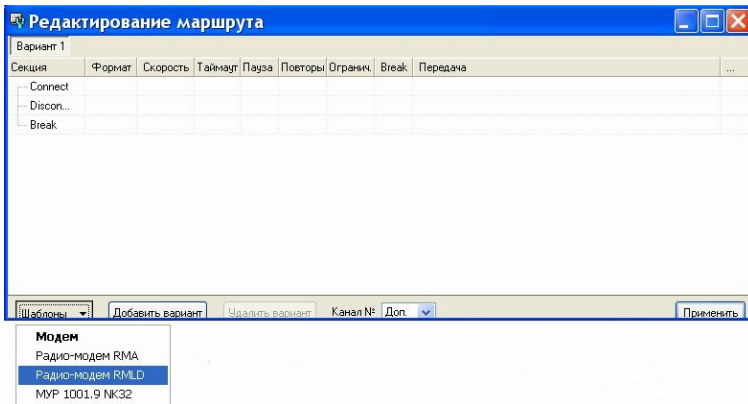 Редактирование маршрута
Вариант 1
Секция Формат Скорость Таймаут Пауза Повторы Огранич. Break Передача ...
Connect
Discon...
Break
Шаблоны Добавить вариант Удалить вариант Канал № Доп. Применить
Модем
Радио-модем RMA
Радио-модем RMLD
МУР 1001.9 NK32